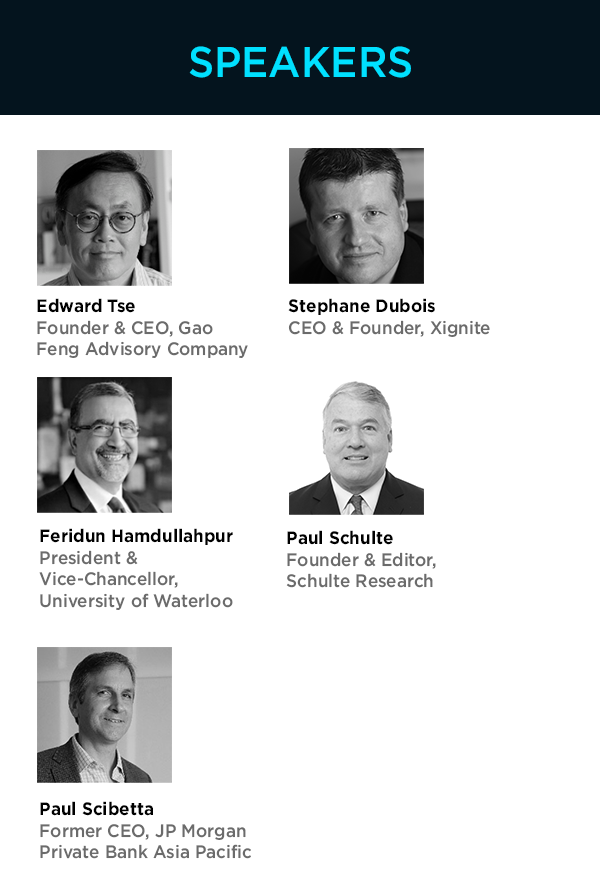 SPEAKERS
Edward Tse
Founder & CEO, Gao
Feng Advisory Company
Stephane Dubois
CEO & Founder, Xignite
Feridun Hamdullahpur
President &
Vice-Chancellor,
University of Waterloo
Paul Schulte
Founder & Editor,
Schulte Research
Paul Scibetta
Former CEO, JP Morgan
Private Bank Asia Pacific